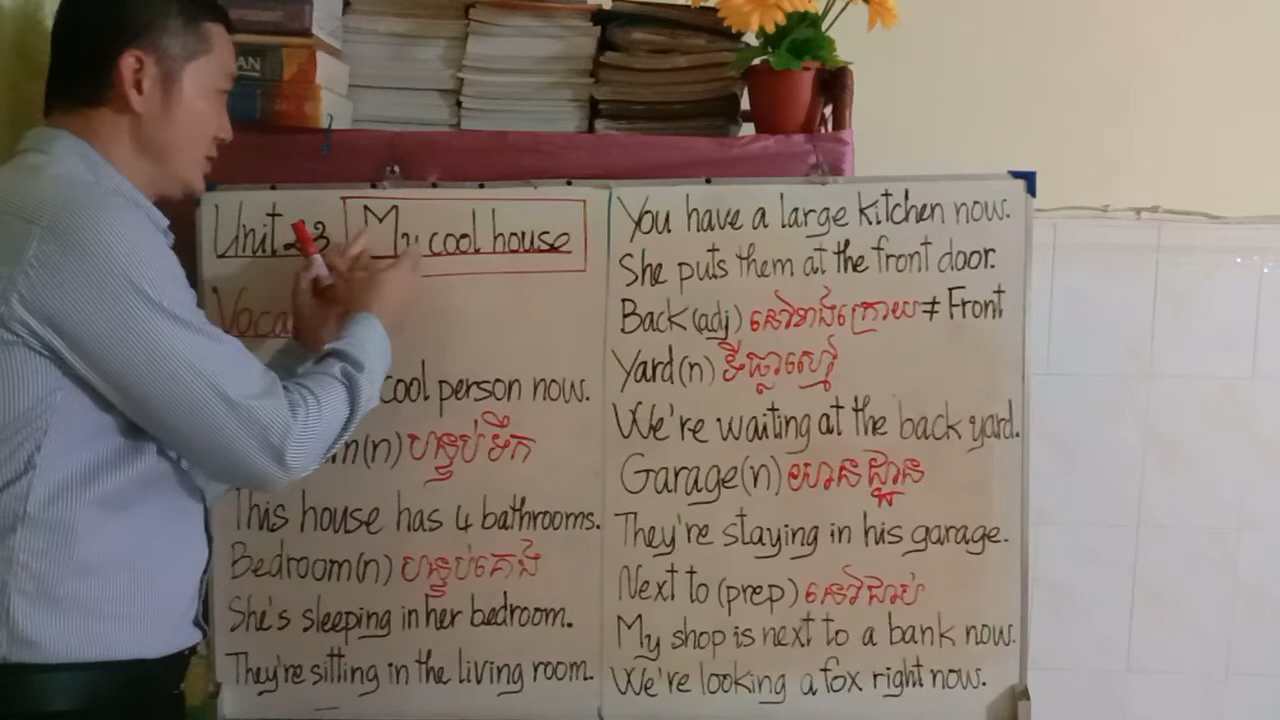 AN
Unit 23 My cool house
Voca
cool person now.
m(n) បន្ទប់ទឹក
This house has 4 bathrooms.
Bedroom(n) បន្ទប់គេង
She's sleeping in her bedroom.
They're sitting in the living room.
You have a large kitchen now.
She puts them at the front door.
Back (adj) នៅខាងក្រោយ ≠ Front
Yard (n) ទីធ្លាស្មៅ
We're waiting at the back yard.
Garage (n) យានដ្ឋាន
They're staying in his garage.
Next to (prep) នៅជាប់
My shop is next to a bank now.
We're looking a fox right now.